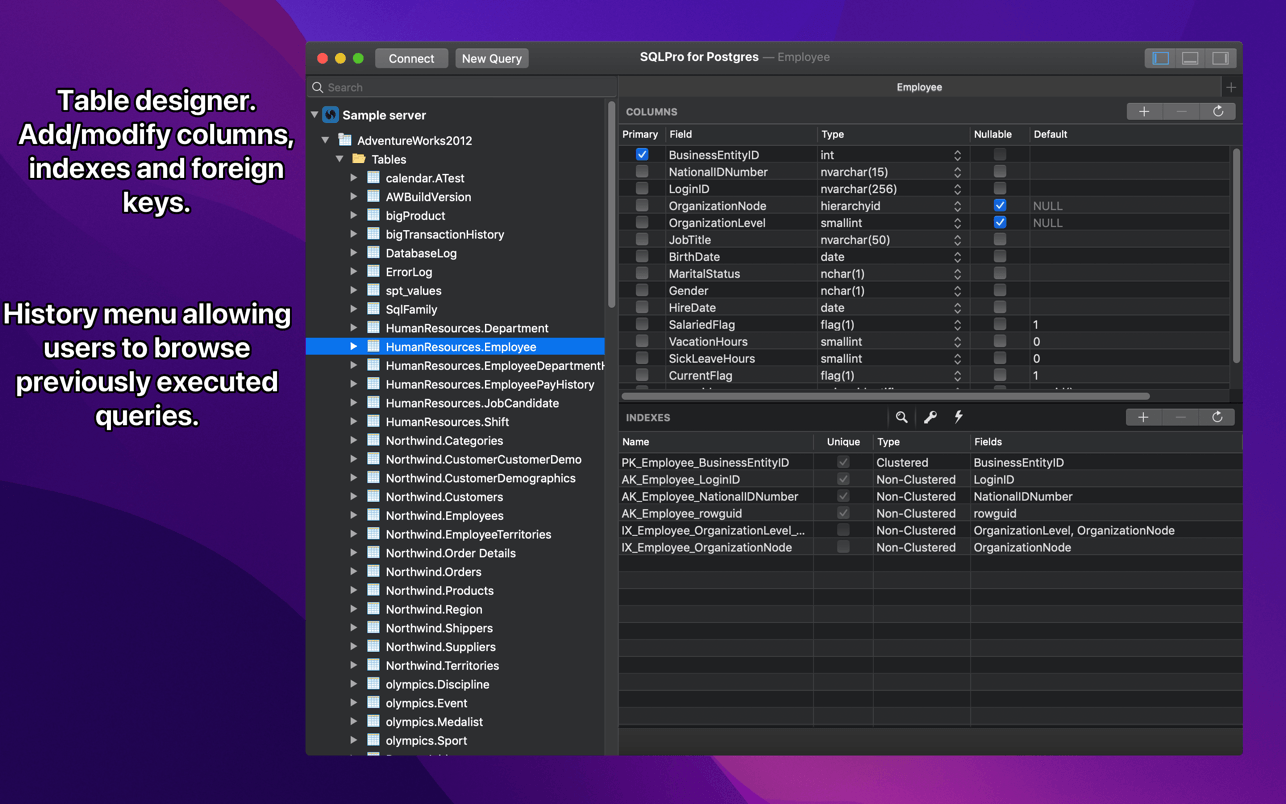 Table designer.
Add/modify columns,
indexes and foreign
keys.
History menu allowing
users to browse
previously executed
queries.
Connect
New Query
SQLPro for Postgres — Employee
Search
Sample server
AdventureWorks2012
Tables
calendar.ATest
AWBuildVersion
bigProduct
bigTransactionHistory
DatabaseLog
ErrorLog
spt_values
SqlFamily
HumanResources.Department
HumanResources.Employee
HumanResources.EmployeeDepartmentH
HumanResources.EmployeePayHistory
HumanResources.JobCandidate
HumanResources.Shift
Northwind.Categories
Northwind.CustomerCustomerDemo
Northwind.CustomerDemographics
Northwind.Customers
Northwind.Employees
Northwind.EmployeeTerritories
Northwind.Order Details
Northwind.Orders
Northwind.Products
Northwind.Region
Northwind.Shippers
Northwind.Suppliers
Northwind.Territories
olympics.Discipline
olympics.Event
olympics.Medalist
olympics.Sport
Employee
COLUMNS
Primary Field Type Nullable Default
BusinessEntityID int
NationalIDNumber nvarchar(15)
LoginID nvarchar(256)
OrganizationNode hierarchyid NULL
OrganizationLevel smallint NULL
JobTitle nvarchar(50)
BirthDate date
MaritalStatus nchar(1)
Gender nchar(1)
HireDate date
SalariedFlag flag(1) 1
VacationHours smallint 0
SickLeaveHours smallint 0
CurrentFlag flag(1) 1
INDEXES
Name Unique Type Fields
PK_Employee_BusinessEntityID Clustered BusinessEntityID
AK_Employee_LoginID Non-Clustered LoginID
AK_Employee_NationalIDNumber Non-Clustered NationalIDNumber
AK_Employee_rowguid Non-Clustered rowguid
IX_Employee_OrganizationLevel_... Non-Clustered OrganizationLevel, OrganizationNode
IX_Employee_OrganizationNode Non-Clustered OrganizationNode